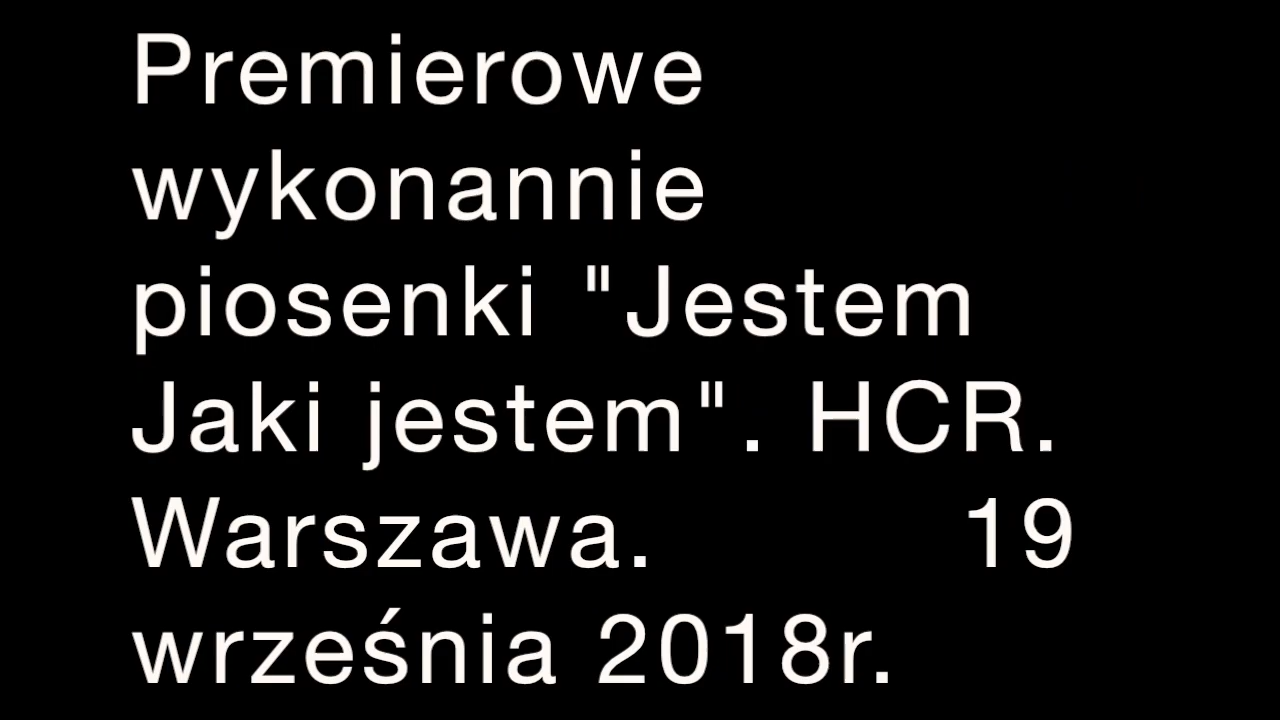 Premierowe
wykonannie
piosenki "Jestem
Jaki jestem". HCR.
Warszawa. 19
września 2018r.